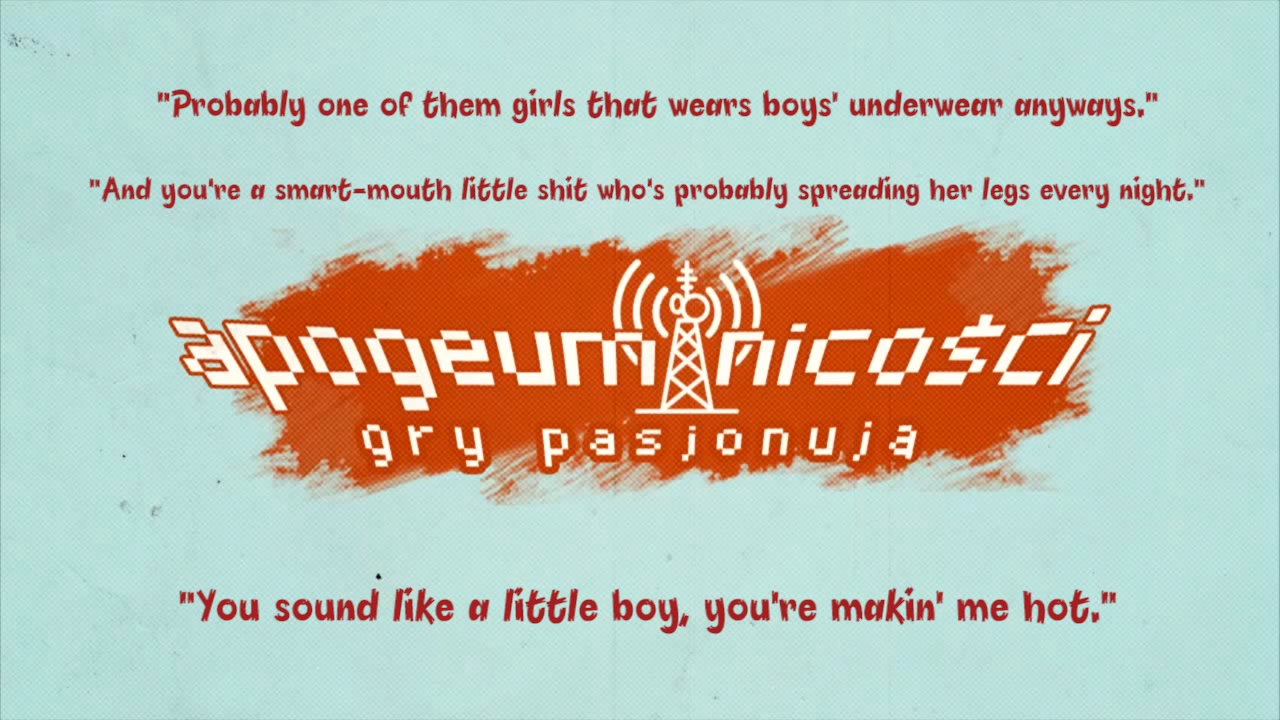 "Probably one of them girls that wears boys' underwear anyways."
"And you're a smart-mouth little shit who's probably spreading her legs every night."
apogeum nicości
gry pasjonują
"You sound like a little boy, you're makin' me hot."